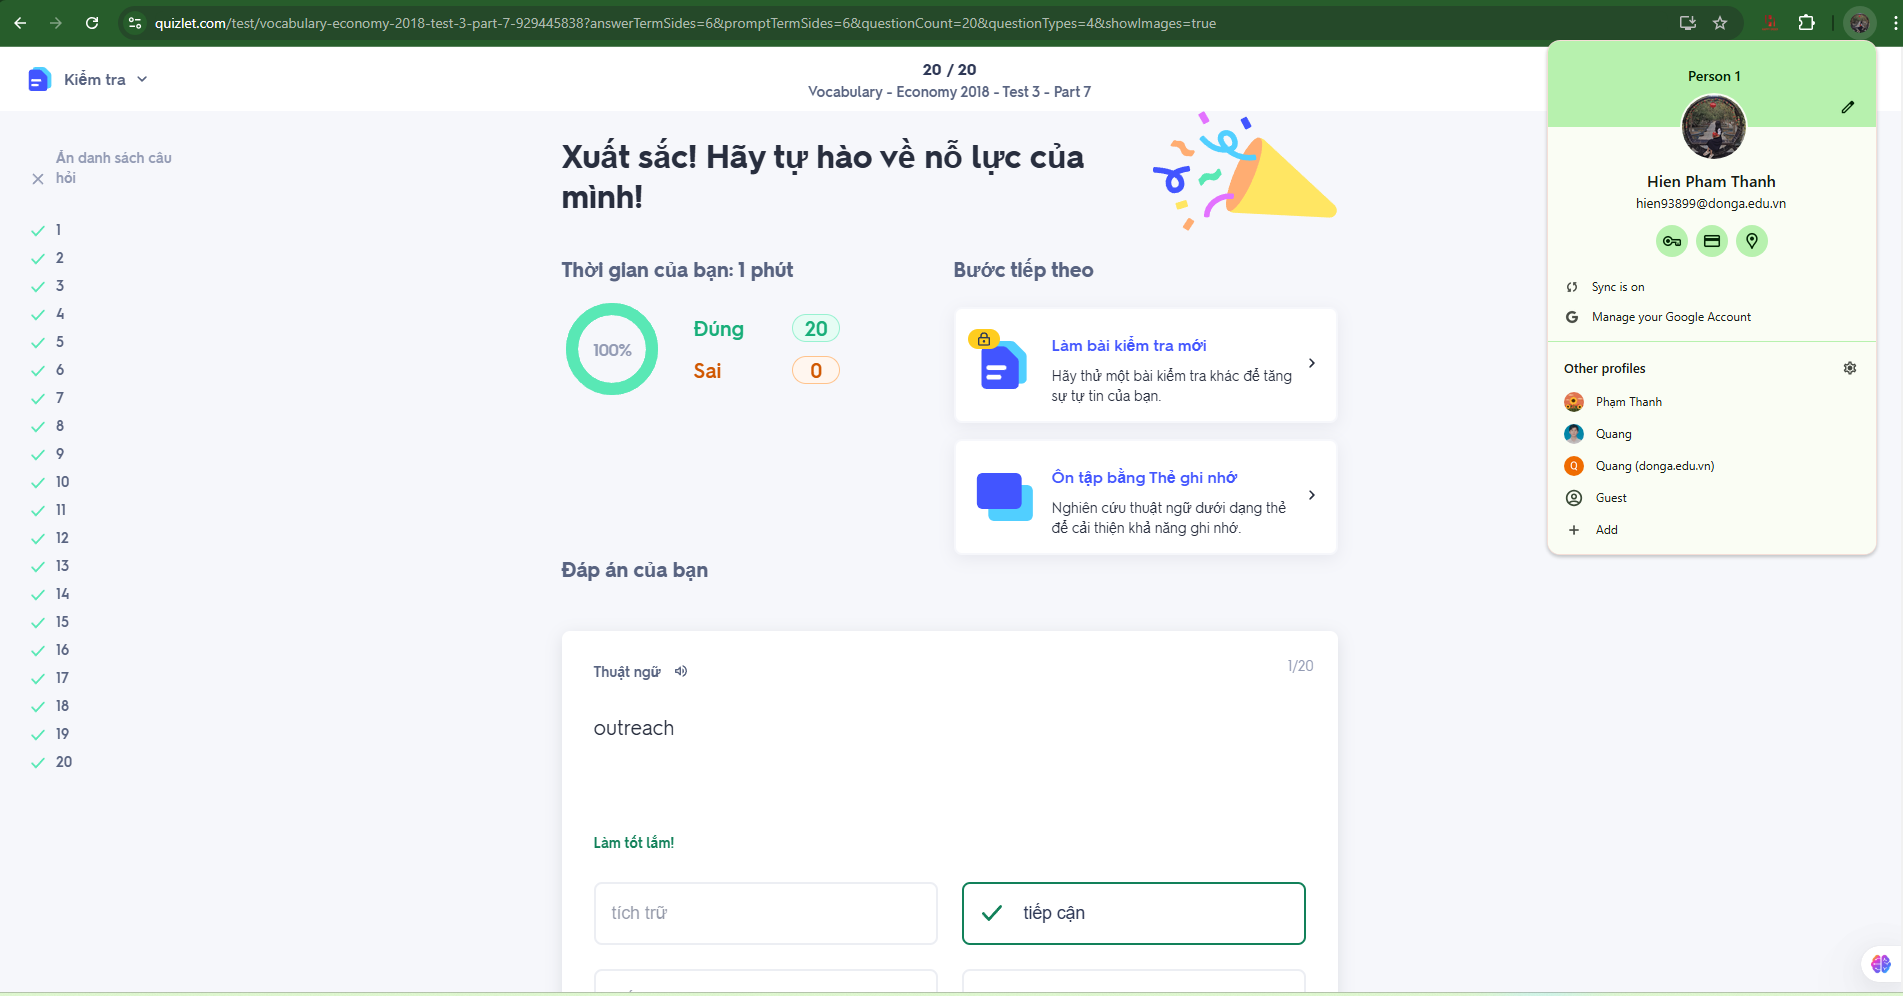 quizlet.com/test/vocabulary-economy-2018-test-3-part-7-929445838?answerTermSides=6&promptTermSides=6&questionCount=20&questionTypes=4&showImages=true
Kiểm tra
20 / 20
Vocabulary - Economy 2018 - Test 3 - Part 7
Ẩn danh sách câu
hỏi
1
2
3
4
5
6
7
8
9
10
11
12
13
14
15
16
17
18
19
20
Xuất sắc! Hãy tự hào về nỗ lực của
mình!
Thời gian của bạn: 1 phút
100%
Đúng 20
Sai 0
Bước tiếp theo
Làm bài kiểm tra mới
Hãy thử một bài kiểm tra khác để tăng
sự tự tin của bạn.
Ôn tập bằng Thẻ ghi nhớ
Nghiên cứu thuật ngữ dưới dạng thẻ
để cải thiện khả năng ghi nhớ.
Đáp án của bạn
Thuật ngữ
1/20
outreach
Làm tốt lắm!
tích trữ
tiếp cận
Person 1
Hien Pham Thanh
hien93899@donga.edu.vn
Sync is on
Manage your Google Account
Other profiles
Phạm Thanh
Quang
Q Quang (donga.edu.vn)
Guest
Add